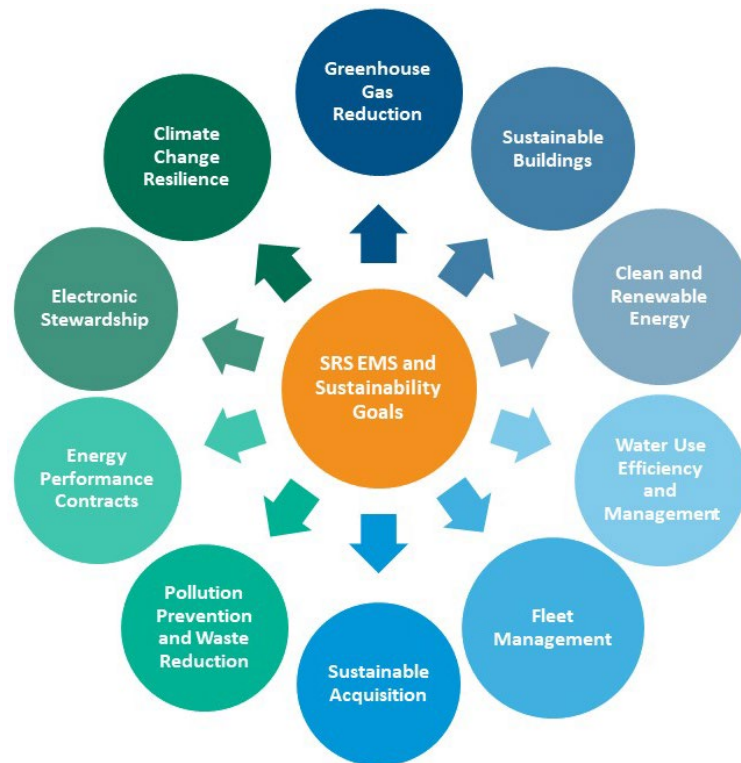 Greenhouse
Gas
Reduction
Sustainable
Buildings
Clean and
Renewable
Energy
Water Use
Efficiency
and
Management
Fleet
Management
Sustainable
Acquisition
Pollution
Prevention
and Waste
Reduction
Energy
Performance
Contracts
Electronic
Stewardship
Climate
Change
Resilience
SRS EMS and
Sustainability
Goals